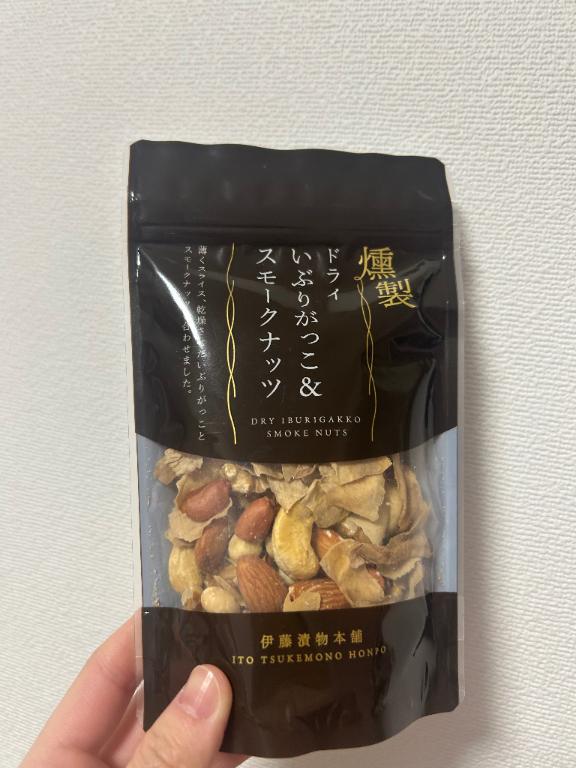 燻製
ドライ
いぶりがっこ&
スモークナッツ
薄くスライス、乾燥させたいぶりがっこと
スモークナッツを合わせました。
DRY IBURIGAKKO
SMOKE NUTS
伊藤漬物本舗
ITO TSUKEMONO HONPO